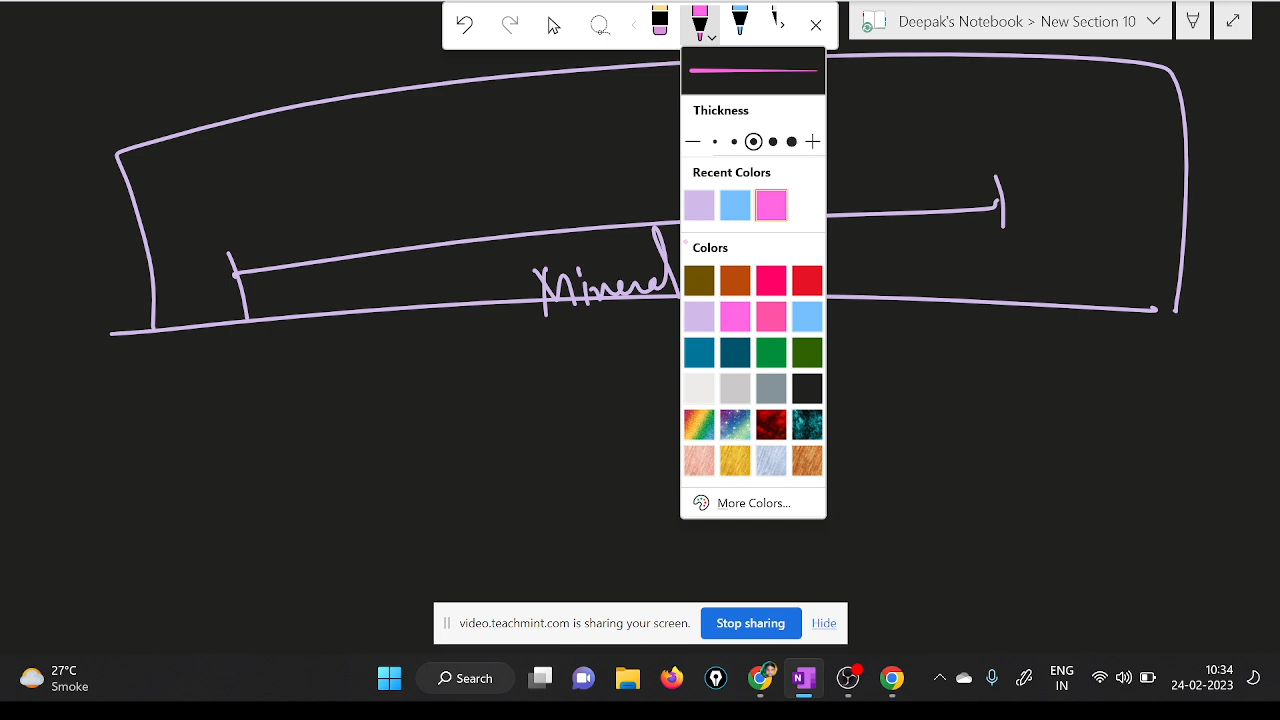 Deepak's Notebook > New Section 10
Thickness
Recent Colors
Colors
Mineral
More Colors...
video.teachmint.com is sharing your screen.
Stop sharing
Hide
27°C
Smoke
Search
ENG
IN
10:34
24-02-2023